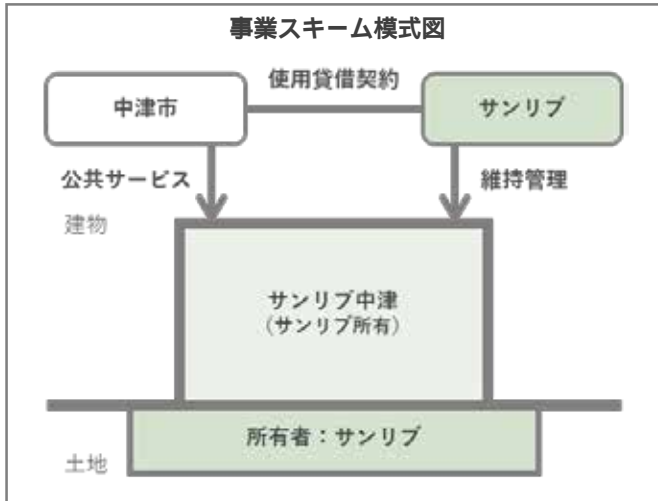 事業スキーム模式図
使用貸借契約
中津市
サンリブ
公共サービス
維持管理
建物
サンリブ中津
（サンリブ所有）
所有者：サンリブ
土地